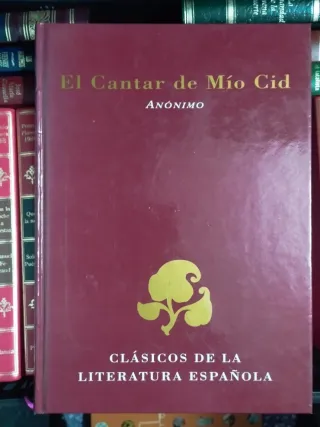 El Cantar de Mío Cid
ANÓNIMO
CLÁSICOS DE LA
LITERATURA ESPAÑOLA